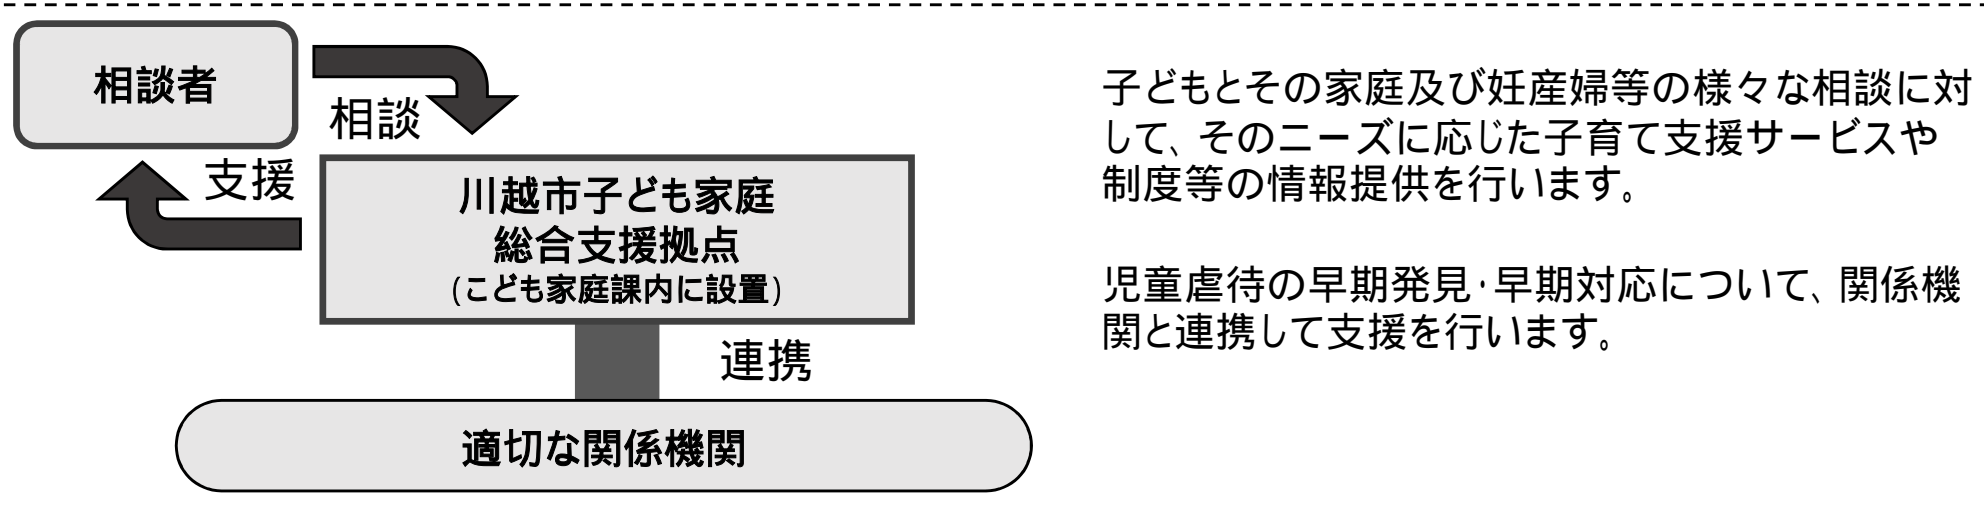 相談者
相談
支援
川越市子ども家庭
総合支援拠点
(こども家庭課内に設置)
連携
適切な関係機関
子どもとその家庭及び妊産婦等の様々な相談に対
して、そのニーズに応じた子育て支援サービスや
制度等の情報提供を行います。
児童虐待の早期発見・早期対応について、関係機
関と連携して支援を行います。